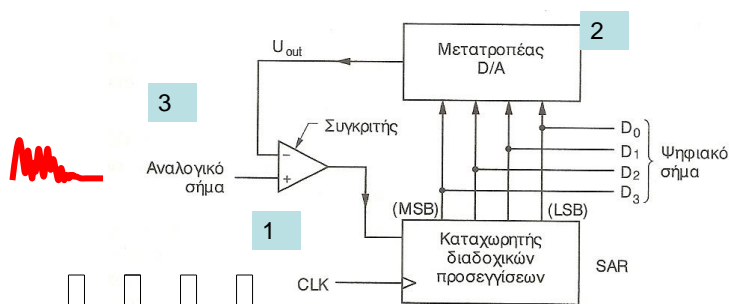 2
Μετατροπέας
D/A
U out
3
Συγκριτής
D0
D1
D2
D3
Ψηφιακό
σήμα
Αναλογικό
σήμα
−
+
(MSB)
(LSB)
1
Καταχωρητής
διαδοχικών
προσεγγίσεων
SAR
CLK